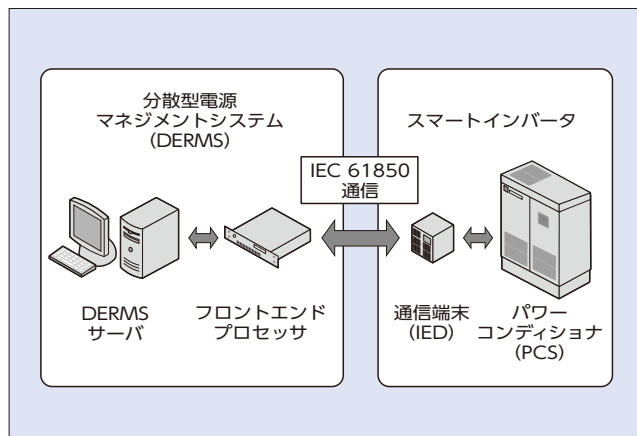 分散型電源
マネジメントシステム
(DERMS)
スマートインバータ
IEC 61850
通信
DERMS
サーバ
フロントエンド
プロセッサ
通信端末
(IED)
パワー
コンディショナ
(PCS)